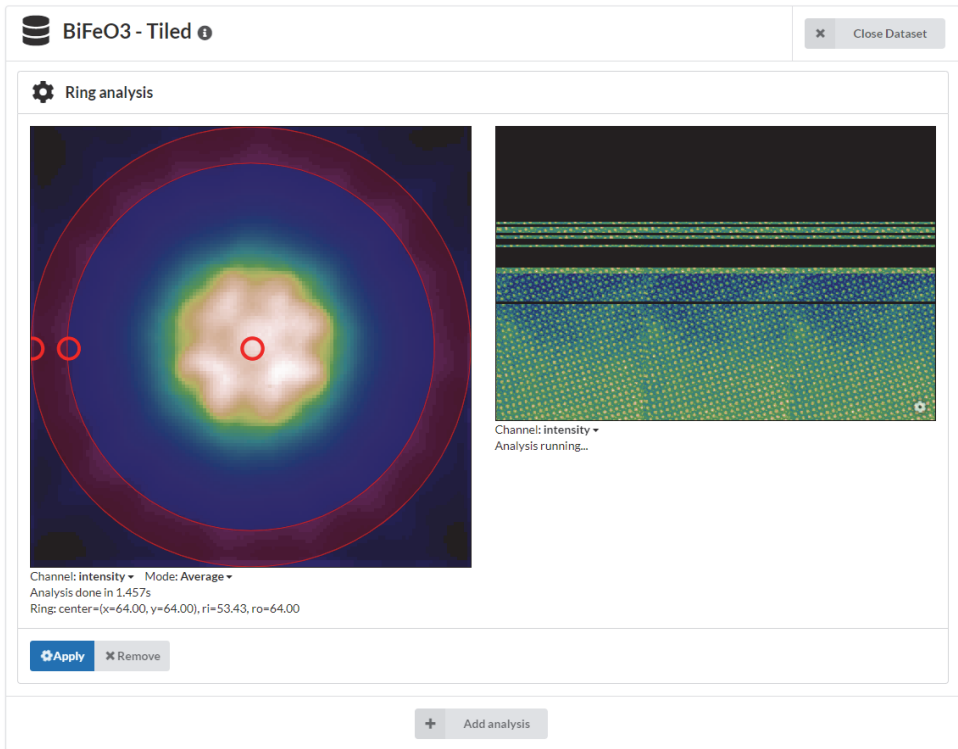 BiFeO3 - Tiled
Close Dataset
Ring analysis
Channel: intensity Mode: Average
Analysis done in 1.457s
Ring: center=(x=64.00, y=64.00), ri=53.43, ro=64.00
Channel: intensity
Analysis running...
Apply
Remove
Add analysis